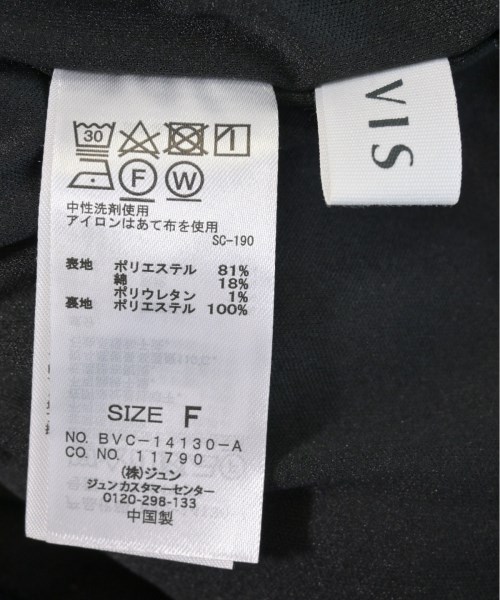 VIS
30
F W
中性洗剤使用
アイロンはあて布を使用
SC-190
表地 ポリエステル 81%
綿 18%
ポリウレタン 1%
裏地 ポリエステル 100%
SIZE F
NO. BVC-14130-A
CO. NO. 11790
(株)ジュン
ジュンカスタマーセンター
0120-298-133
中国製